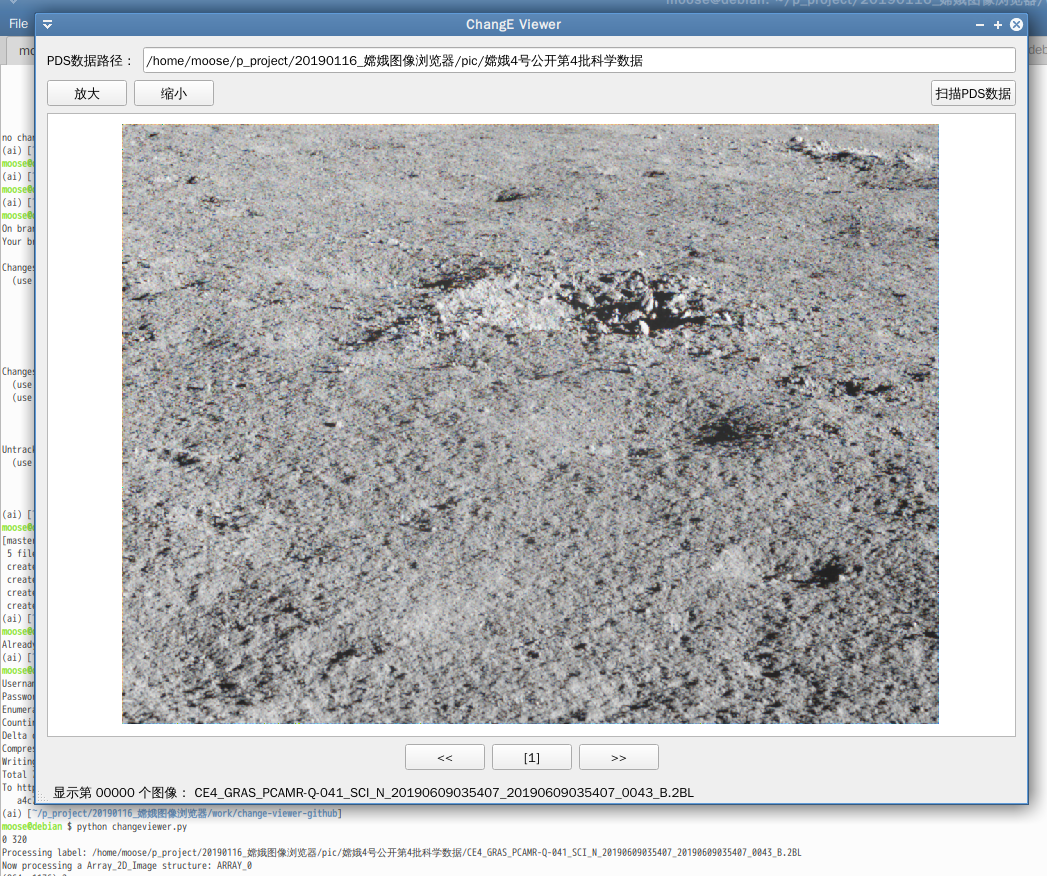 moose@debian: ~/p_project/20190116_嫦娥图像浏览器/
File
ChangE Viewer
mo
deb
PDS数据路径：
/home/moose/p_project/20190116_嫦娥图像浏览器/pic/嫦娥4号公开第4批科学数据
放大
缩小
扫描PDS数据
no chan
(ai) [
moose@
(ai) [
moose@
(ai) [
moose@
On bran
Your br
Changes
(use
Changes
(use
(use
Untrack
(use
(ai) [
moose@
[master
5 file
create
create
create
create
(ai) [
moose@
Already
(ai) [
moose@
Usernam
Passwor
Enumera
Countin
Delta c
Compres
Writing
Total
To http
a4c
<<
[1]
>>
显示第 00000 个图像： CE4_GRAS_PCAMR-Q-041_SCI_N_20190609035407_20190609035407_0043_B.2BL
(ai) [~/p_project/20190116_嫦娥图像浏览器/work/change-viewer-github]
moose@debian $ python changeviewer.py
0 320
Processing label: /home/moose/p_project/20190116_嫦娥图像浏览器/pic/嫦娥4号公开第4批科学数据/CE4_GRAS_PCAMR-Q-041_SCI_N_20190609035407_20190609035407_0043_B.2BL
Now processing a Array_2D_Image structure: ARRAY_0